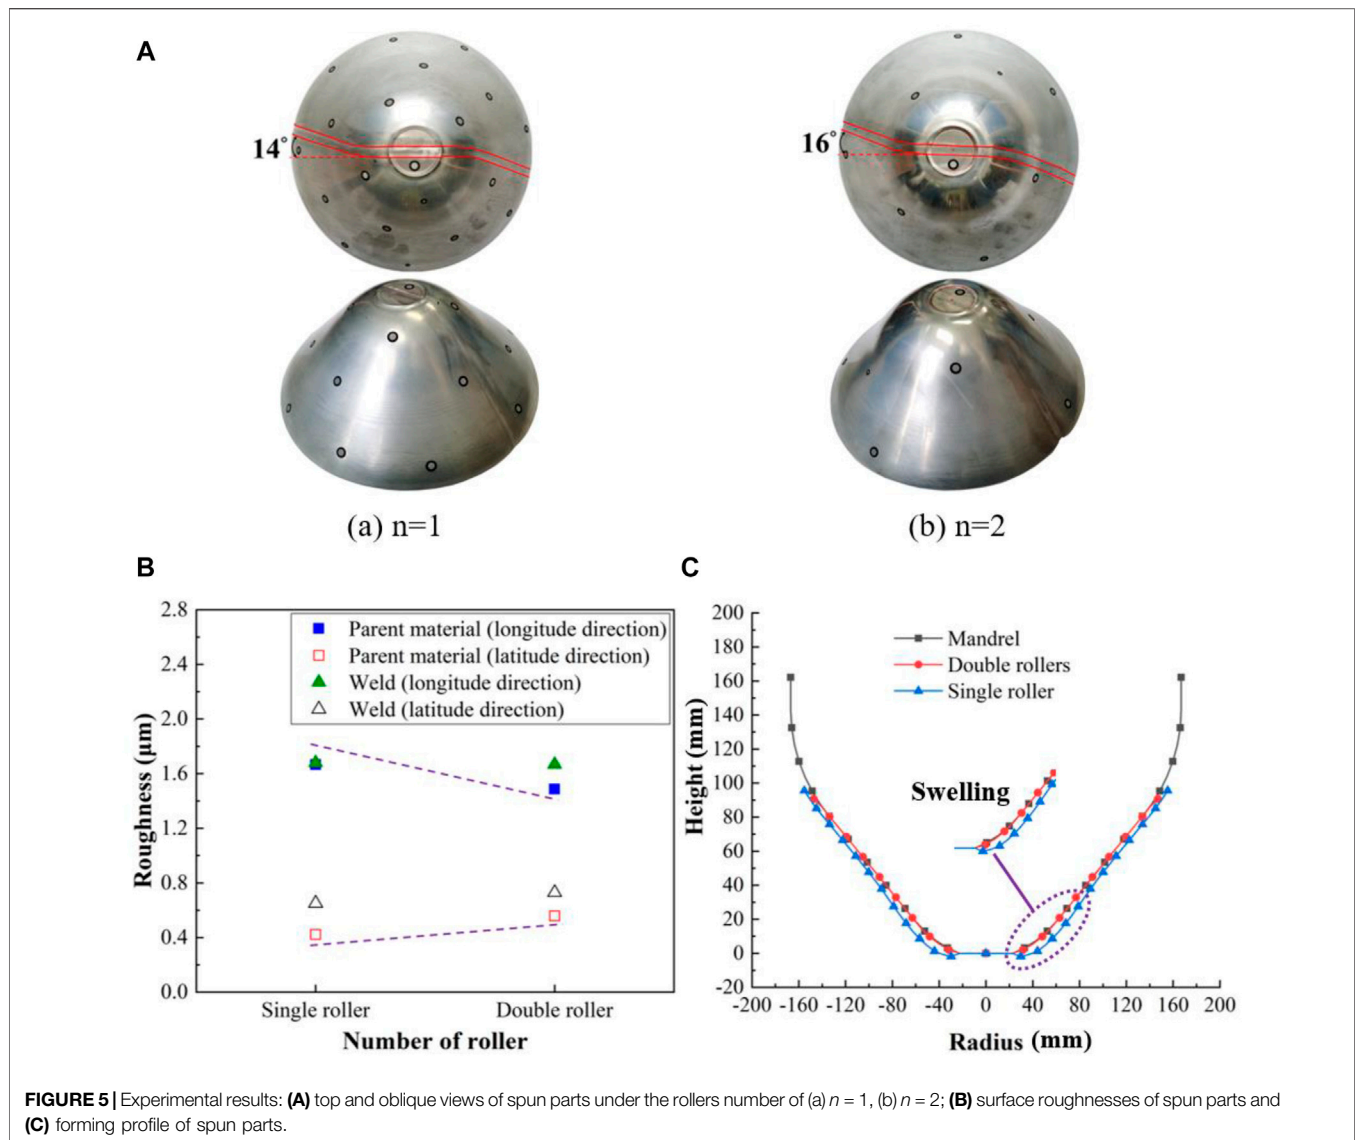 A
14°
16°
(a) n=1
(b) n=2
B
Roughness (μm)
2.8
2.4
2.0
1.6
1.2
0.8
0.4
0.0
Parent material (longitude direction)
Parent material (latitude direction)
Weld (longitude direction)
Weld (latitude direction)
Single roller
Double roller
Number of roller
C
Height (mm)
200
180
160
140
120
100
80
60
40
20
0
-20
Mandrel
Double rollers
Single roller
Swelling
-200 -160 -120 -80 -40 0 40 80 120 160 200
Radius (mm)
FIGURE 5 | Experimental results: (A) top and oblique views of spun parts under the rollers number of (a) n = 1, (b) n = 2; (B) surface roughnesses of spun parts and
(C) forming profile of spun parts.